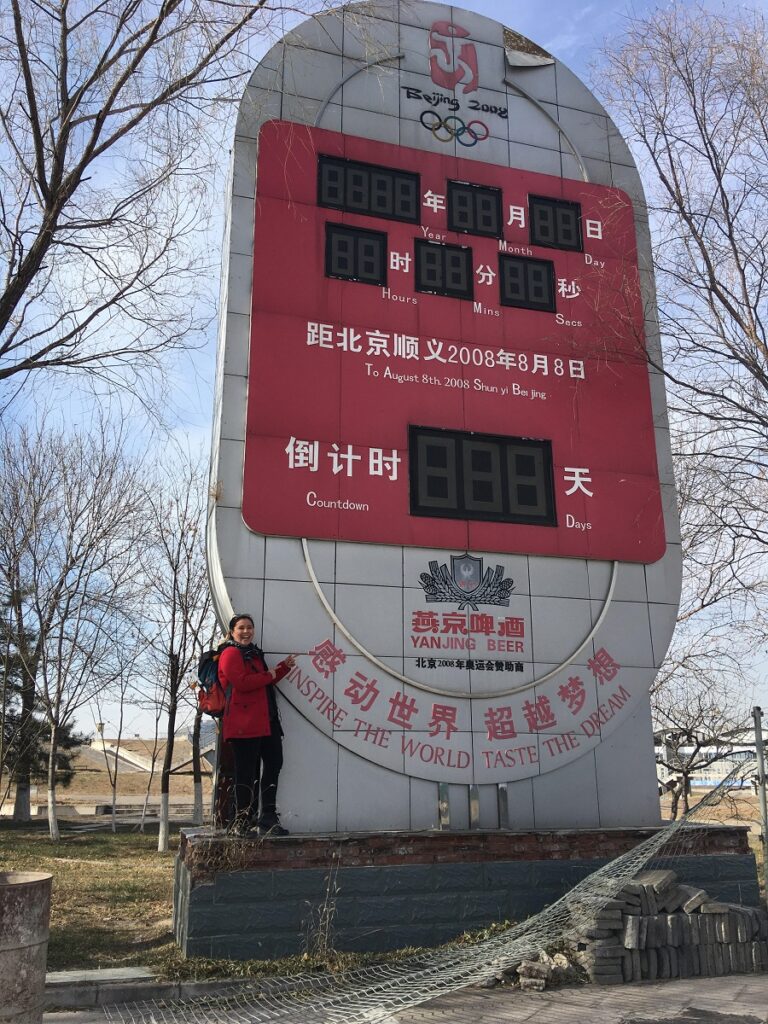 Beijing 2008
年 月 日
Year Month Day
时 分 秒
Hours Mins Secs
距北京顺义2008年8月8日
To August 8th. 2008 Shun yi Bei jing
倒计时 天
Countdown Days
燕京啤酒
YANJING BEER
北京2008年奥运会赞助商
感动世界 超越梦想
INSPIRE THE WORLD TASTE THE DREAM